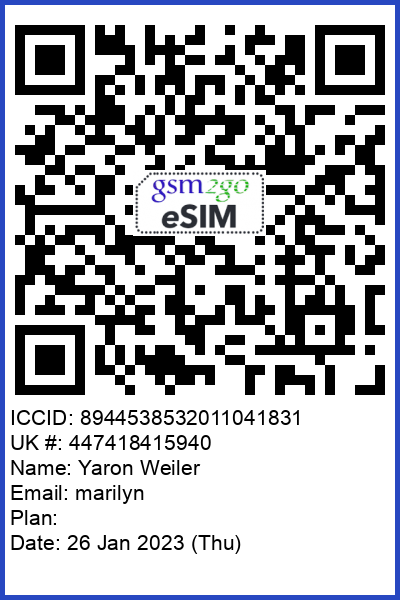 gsm2go
eSIM
ICCID: 8944538532011041831
UK #: 447418415940
Name: Yaron Weiler
Email: marilyn
Plan:
Date: 26 Jan 2023 (Thu)